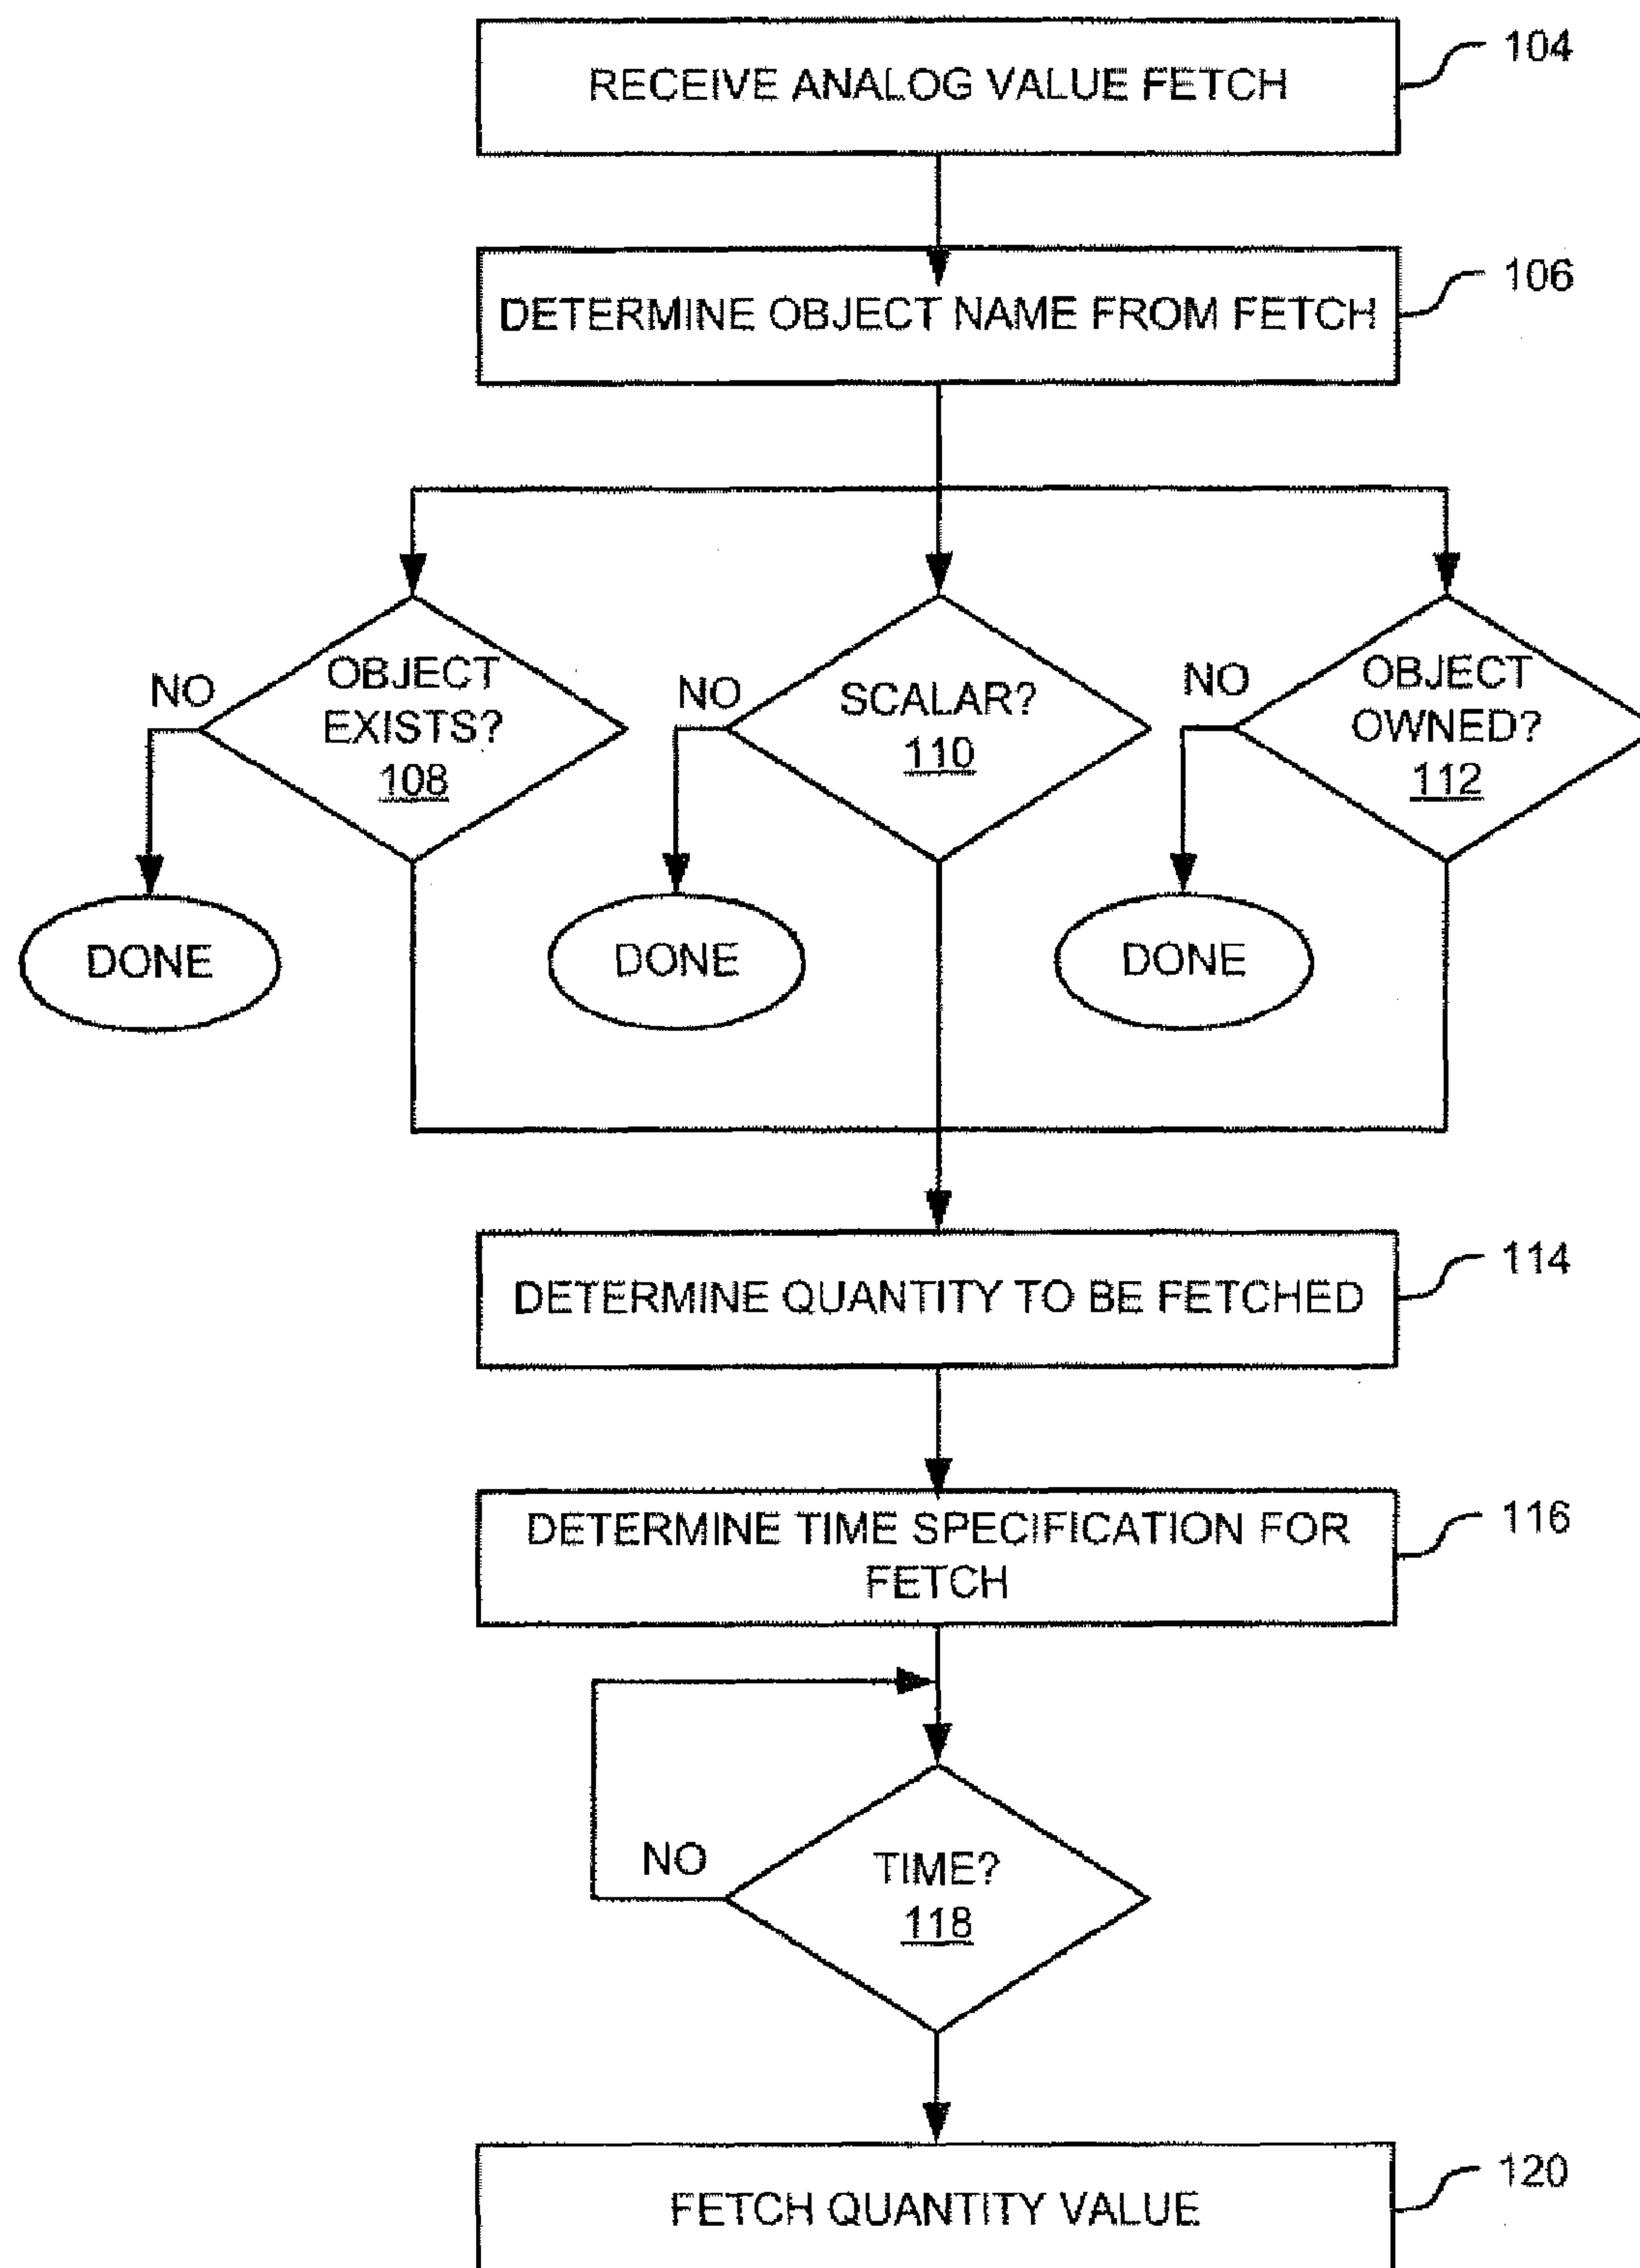 RECEIVE ANALOG VALUE FETCH
104
DETERMINE OBJECT NAME FROM FETCH
106
NO
OBJECT
EXISTS?
108
NO
SCALAR?
110
NO
OBJECT
OWNED?
112
DONE
DONE
DONE
DETERMINE QUANTITY TO BE FETCHED
114
DETERMINE TIME SPECIFICATION FOR
FETCH
116
NO
TIME?
118
FETCH QUANTITY VALUE
120